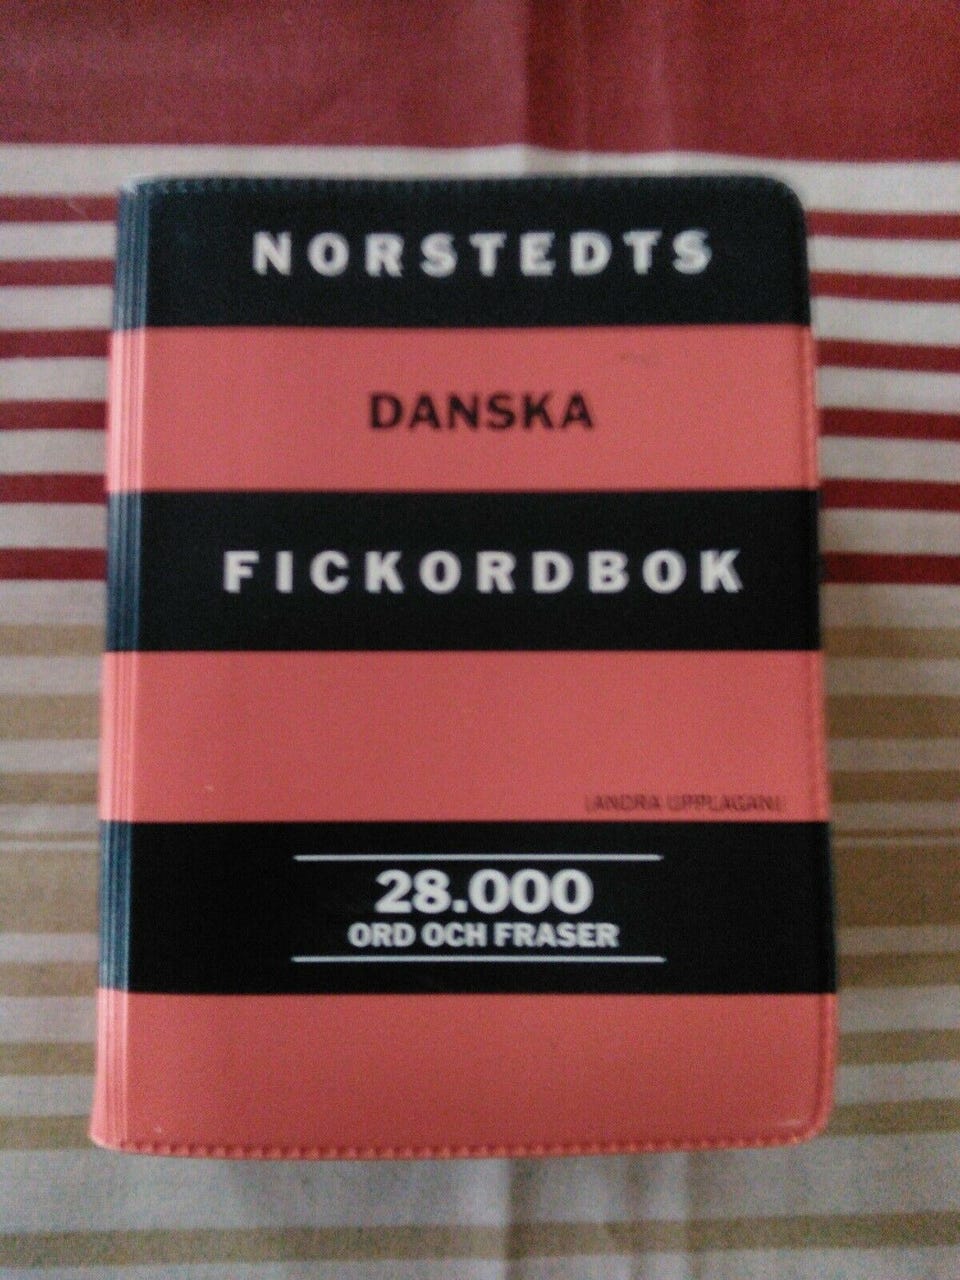 NORSTEDTS
DANSKA
FICKORDBOK
[ANDRA UPPLAGAN]
28.000
ORD OCH FRASER